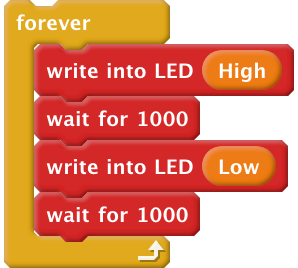 forever
write into LED High
wait for 1000
write into LED Low
wait for 1000